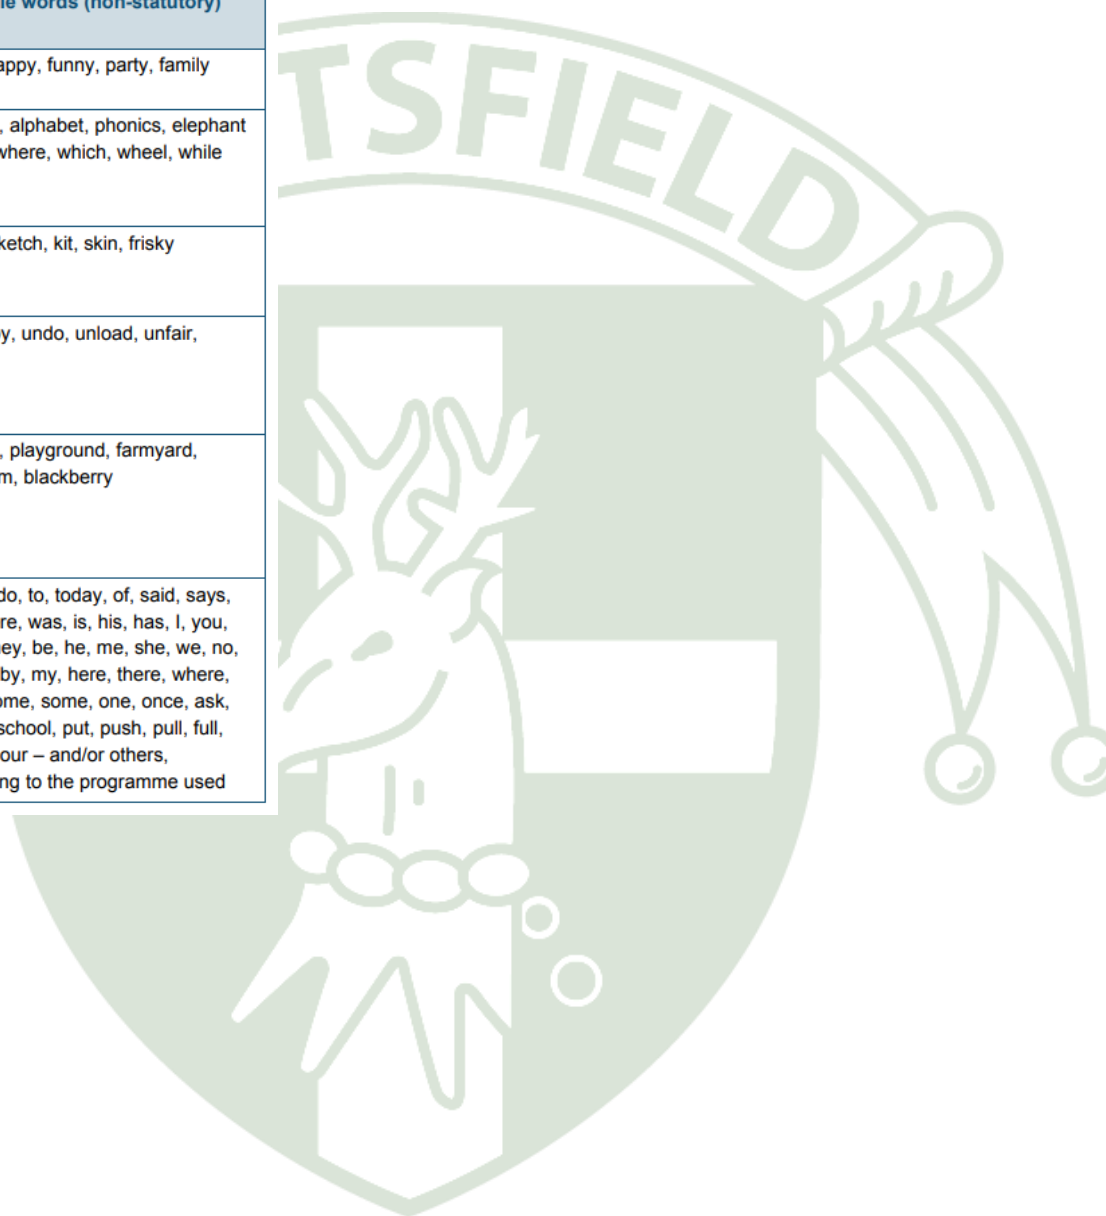 le words (non-statutory)
appy, funny, party, family
, alphabet, phonics, elephant
where, which, wheel, while
ketch, kit, skin, frisky
y, undo, unload, unfair,
, playground, farmyard,
m, blackberry
do, to, today, of, said, says,
re, was, is, his, has, I, you,
ey, be, he, me, she, we, no,
by, my, here, there, where,
ome, some, one, once, ask,
school, put, push, pull, full,
our – and/or others,
ng to the programme used
TSFIELD